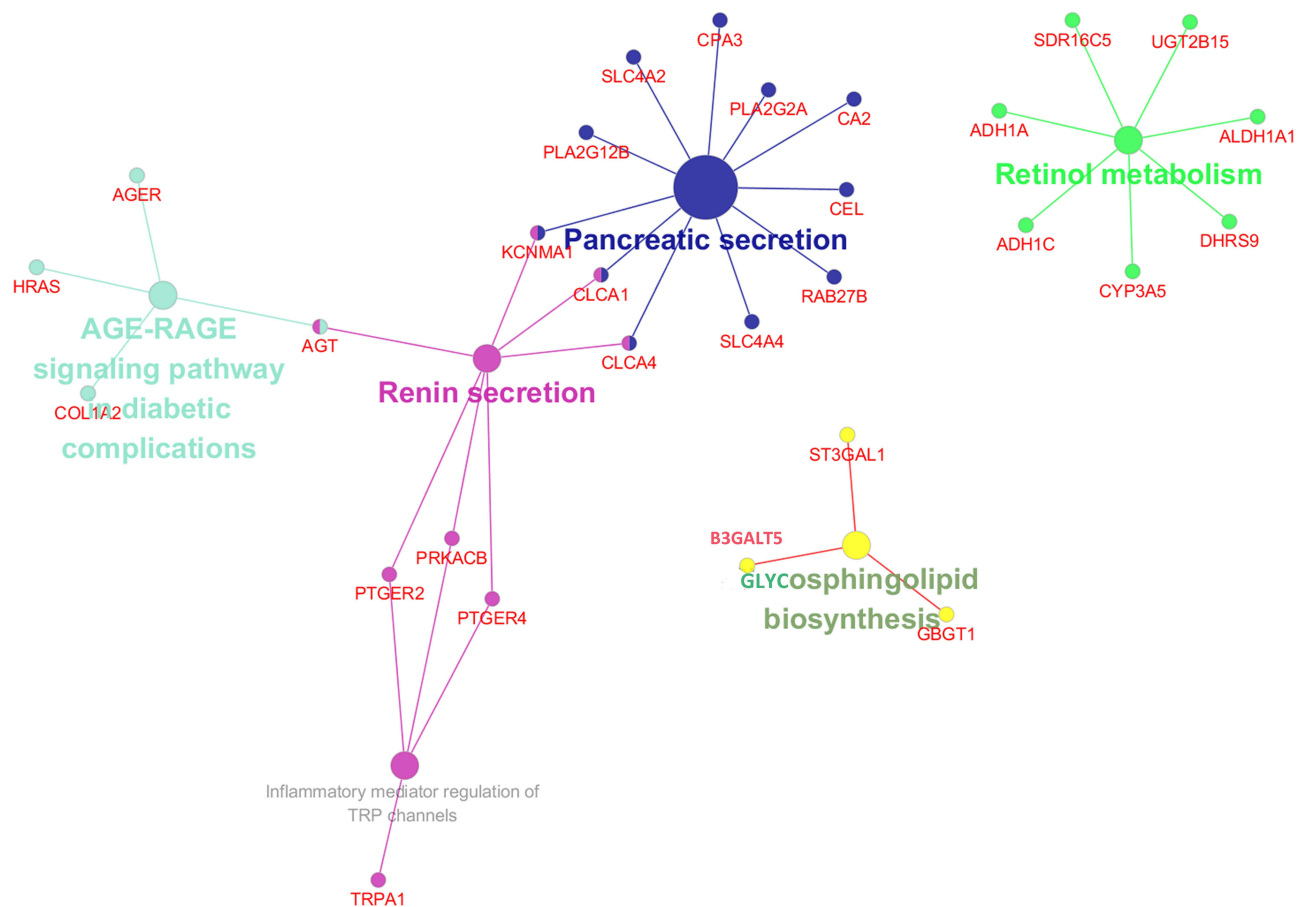 CPA3
SLC4A2
PLA2G2A
CA2
PLA2G12B
CEL
KCNMA1
Pancreatic secretion
CLCA1
RAB27B
SLC4A4
CLCA4
SDR16C5
UGT2B15
ADH1A
ALDH1A1
Retinol metabolism
ADH1C
DHRS9
CYP3A5
AGER
HRAS
AGT
AGE-RAGE
signaling pathway
in diabetic
complications
COL1A2
Renin secretion
PRKACB
PTGER2
PTGER4
Inflammatory mediator regulation of
TRP channels
TRPA1
ST3GAL1
B3GALT5
GLYCosphingolipid
biosynthesis
GBGT1